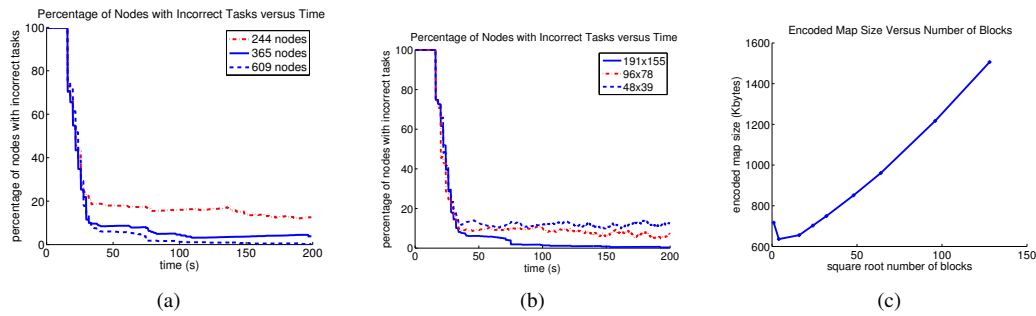 Percentage of Nodes with Incorrect Tasks versus Time
percentage of nodes with incorrect tasks
100
80
60
40
20
0
0
50
100
150
200
time (s)
244 nodes
365 nodes
609 nodes
(a)
Percentage of Nodes with Incorrect Tasks versus Time
percentage of nodes with incorrect tasks
100
80
60
40
20
0
0
50
100
150
200
time (s)
191x155
96x78
48x39
(b)
Encoded Map Size Versus Number of Blocks
encoded map size (Kbytes)
1600
1400
1200
1000
800
600
0
50
100
150
square root number of blocks
(c)